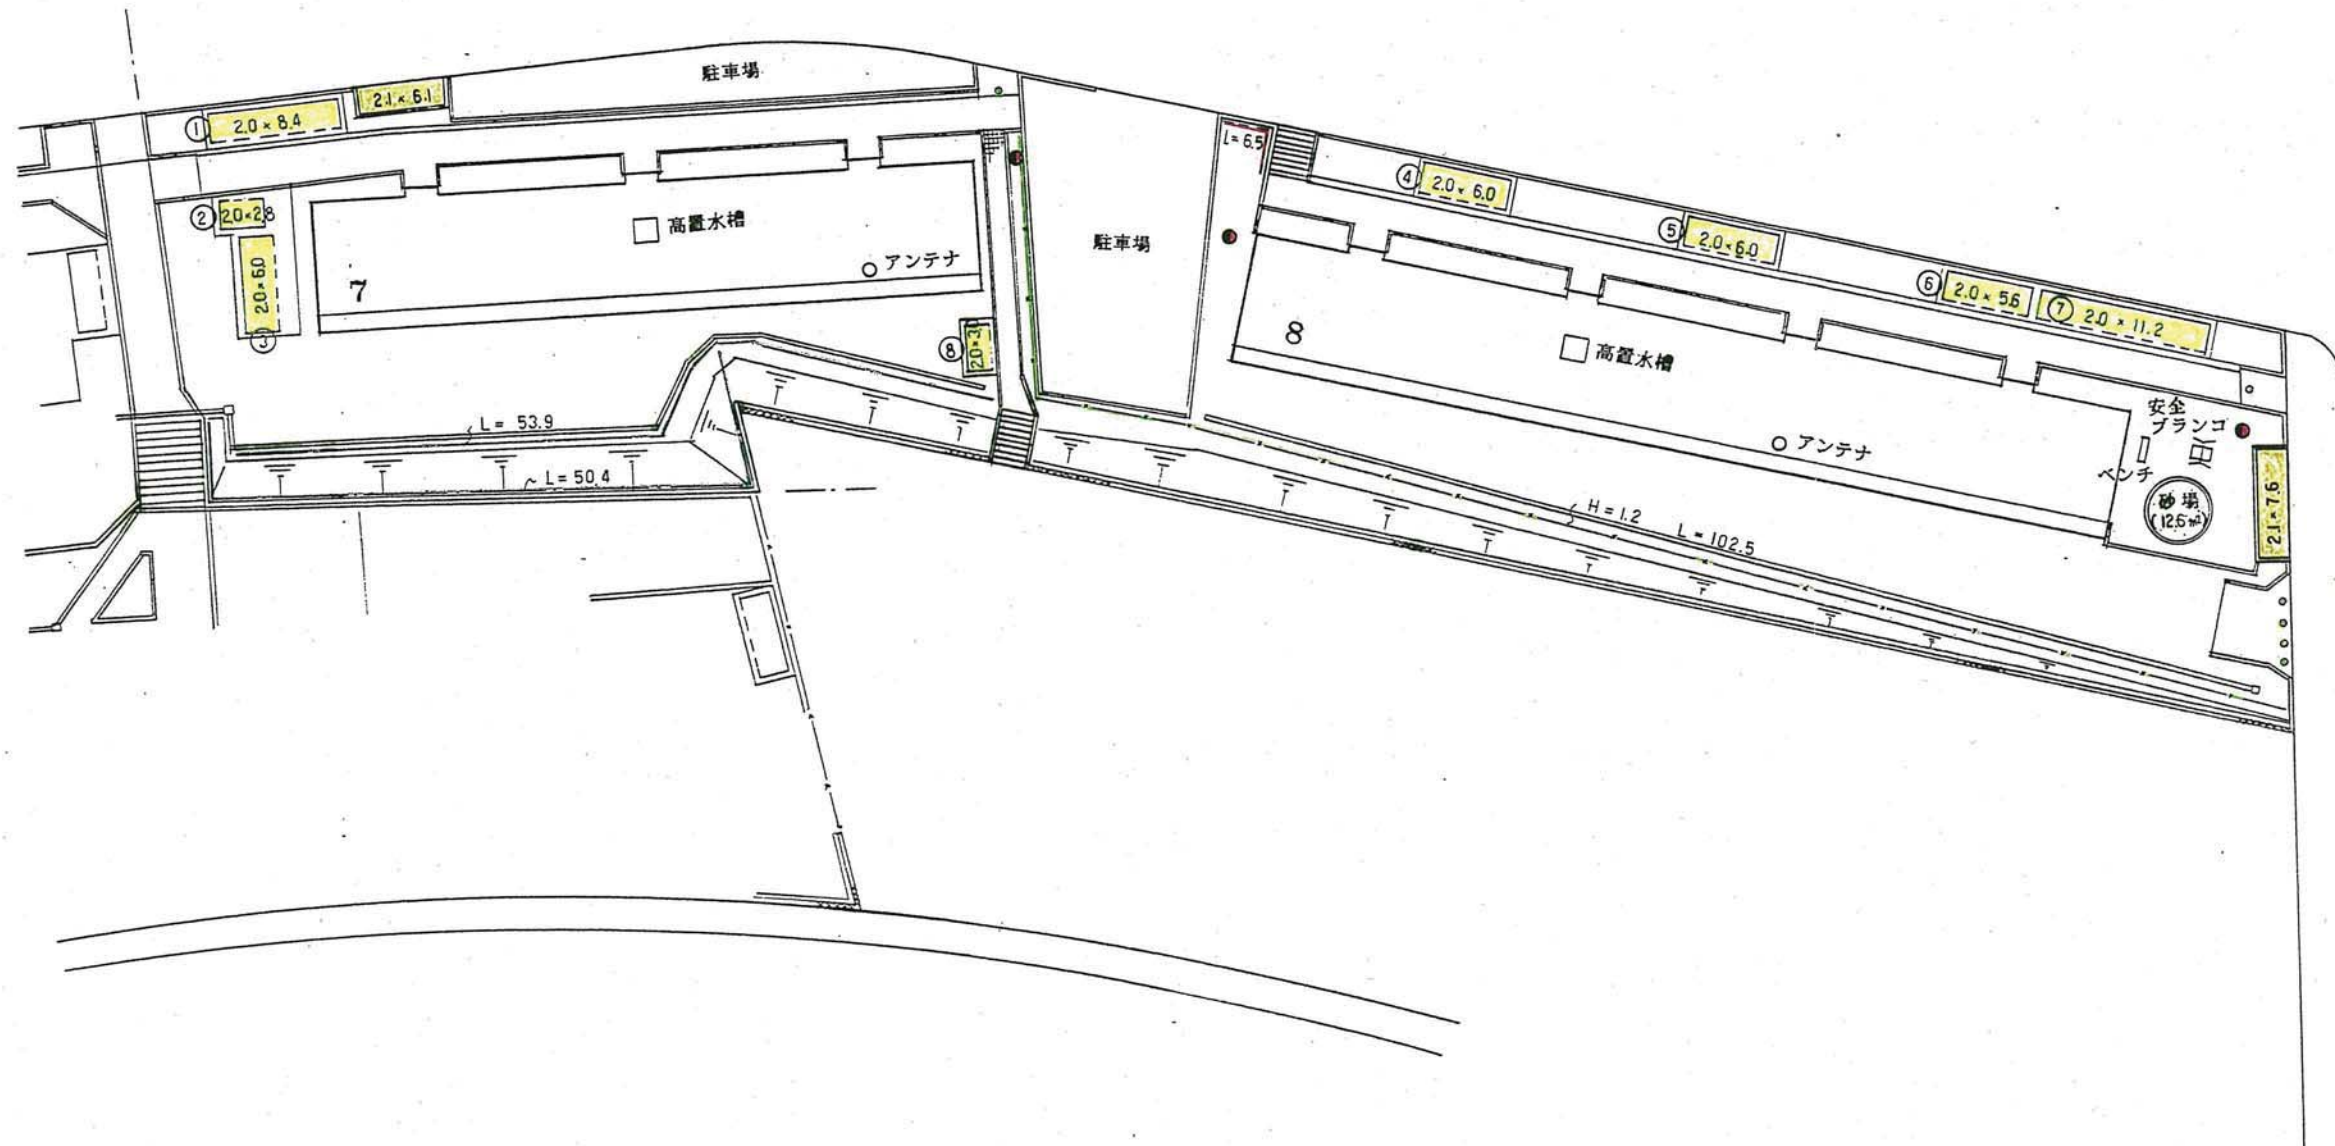 駐車場
2.1×6.1
① 2.0×8.4
② 2.0×2.8
2.0×6.0
③
7
高置水槽
アンテナ
⑧ 2.0×3.0
L= 53.9
L= 50.4
駐車場
L= 6.5
④ 2.0×6.0
⑤ 2.0×6.0
⑥ 2.0×5.6
⑦ 2.0×11.2
8
高置水槽
アンテナ
安全
ブランコ
ベンチ
砂場
(12.6㎡)
2.1×7.6
H=1.2 L=102.5